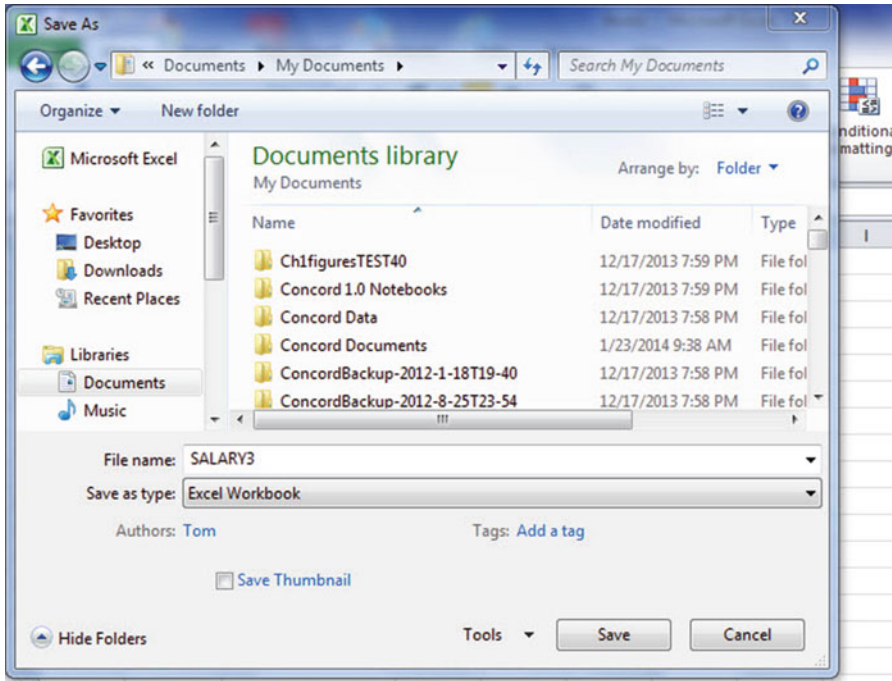 Save As
« Documents ▸ My Documents ▸
Search My Documents
Organize
New folder
Microsoft Excel
Favorites
Desktop
Downloads
Recent Places
Libraries
Documents
Music
Documents library
My Documents
Arrange by: Folder
Name Date modified Type
Ch1figuresTEST40 12/17/2013 7:59 PM File fol
Concord 1.0 Notebooks 12/17/2013 7:59 PM File fol
Concord Data 12/17/2013 7:58 PM File fol
Concord Documents 1/23/2014 9:38 AM File fol
ConcordBackup-2012-1-18T19-40 12/17/2013 7:58 PM File fol
ConcordBackup-2012-8-25T23-54 12/17/2013 7:58 PM File fol
File name: SALARY3
Save as type: Excel Workbook
Authors: Tom
Tags: Add a tag
Save Thumbnail
Hide Folders
Tools
Save
Cancel
nditiona
matting
I